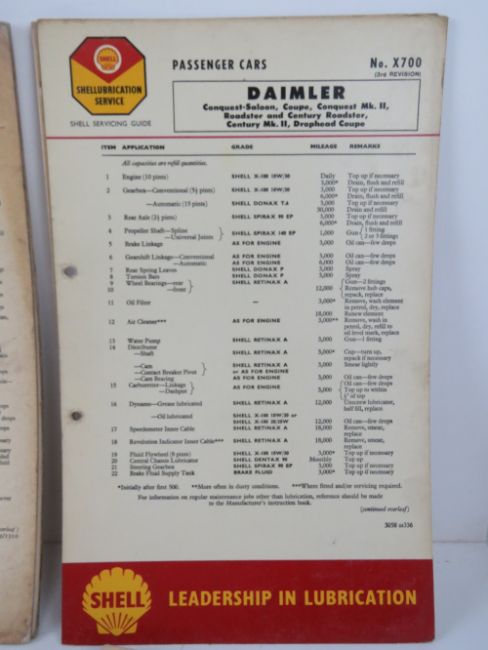 SHELL
SHELLUBRICATION
SERVICE
SHELL SERVICING GUIDE
PASSENGER CARS No. X700
(3rd REVISION)
DAIMLER
Conquest-Saloon, Coupe, Conquest Mk. II,
Roadster and Century Roadster,
Century Mk. II, Drophead Coupe
ITEM APPLICATION GRADE MILEAGE REMARKS
All capacities are refill quantities.
1 Engine (10 pints) SHELL X-100 10W/30 Daily Top up if necessary
3,000* Drain, flush and refill
2 Gearbox—Conventional (5½ pints) SHELL X-100 10W/30 3,000 Top up if necessary
6,000* Drain, flush and refill
—Automatic (15 pints) SHELL DONAX T.6 3,000 Top up if necessary
30,000 Drain and refill
3 Rear Axle (2½ pints) SHELL SPIRAX 90 EP 3,000 Top up if necessary
6,000* Drain, flush and refill
4 Propeller Shaft—Spline
—Universal Joints SHELL SPIRAX 140 EP 1,000 Gun 1 fitting
2 or 3 fittings
5 Brake Linkage AS FOR ENGINE 3,000 Oil can—few drops
6 Gearshift Linkage—Conventional AS FOR ENGINE 3,000 Oil can—few drops
—Automatic AS FOR ENGINE 6,000 Oil can—few drops
7 Rear Spring Leaves SHELL DONAX P 3,000 Spray
8 Torsion Bars SHELL DONAX P 3,000 Spray
9 Wheel Bearings—rear SHELL RETINAX A Gun—2 fittings
10 —front 12,000 Remove hub caps,
repack, replace
11 Oil Filter — 3,000* Remove, wash element
in petrol, dry, refill
18,000 Renew element
12 Air Cleaner*** AS FOR ENGINE 3,000** Remove, wash in
petrol, dry, refill to
oil level mark, replace
13 Water Pump SHELL RETINAX A 3,000 Gun—1 fitting
14 Distributor
—Shaft SHELL RETINAX A 3,000* Cap—turn up,
repack if necessary
—Cam SHELL RETINAX A 3,000 Smear lightly
—Contact Breaker Pivot or AS FOR ENGINE
—Cam Bearing AS FOR ENGINE 3,000 Oil can—few drops
15 Carburetter—Linkages AS FOR ENGINE 3,000 Oil can—few drops
—Dashpot Top up to within
½" of top
16 Dynamo—Grease lubricated SHELL RETINAX A 12,000 Unscrew lubricator,
half fill, replace
—Oil lubricated SHELL X-100 10W/30 or
SHELL X-100 20/20W 12,000 Oil can—few drops
17 Speedometer Inner Cable SHELL RETINAX A 18,000 Remove, smear,
replace
18 Revolution Indicator Inner Cable*** SHELL RETINAX A 18,000 Remove, smear,
replace
19 Fluid Flywheel (9 pints) SHELL X-100 10W/30 3,000* Top up if necessary
20 Central Chassis Lubricator SHELL DENTAX 90 Monthly Top up
21 Steering Gearbox SHELL SPIRAX 90 EP 3,000* Top up if necessary
22 Brake Fluid Supply Tank BRAKE FLUID 3,000* Top up if necessary
*Initially after first 500. **More often in dusty conditions. ***Where fitted and/or servicing required.
For information on regular maintenance jobs other than lubrication, reference should be made
to the Manufacturer's instruction book.
(continued overleaf)
SHELL LEADERSHIP IN LUBRICATION